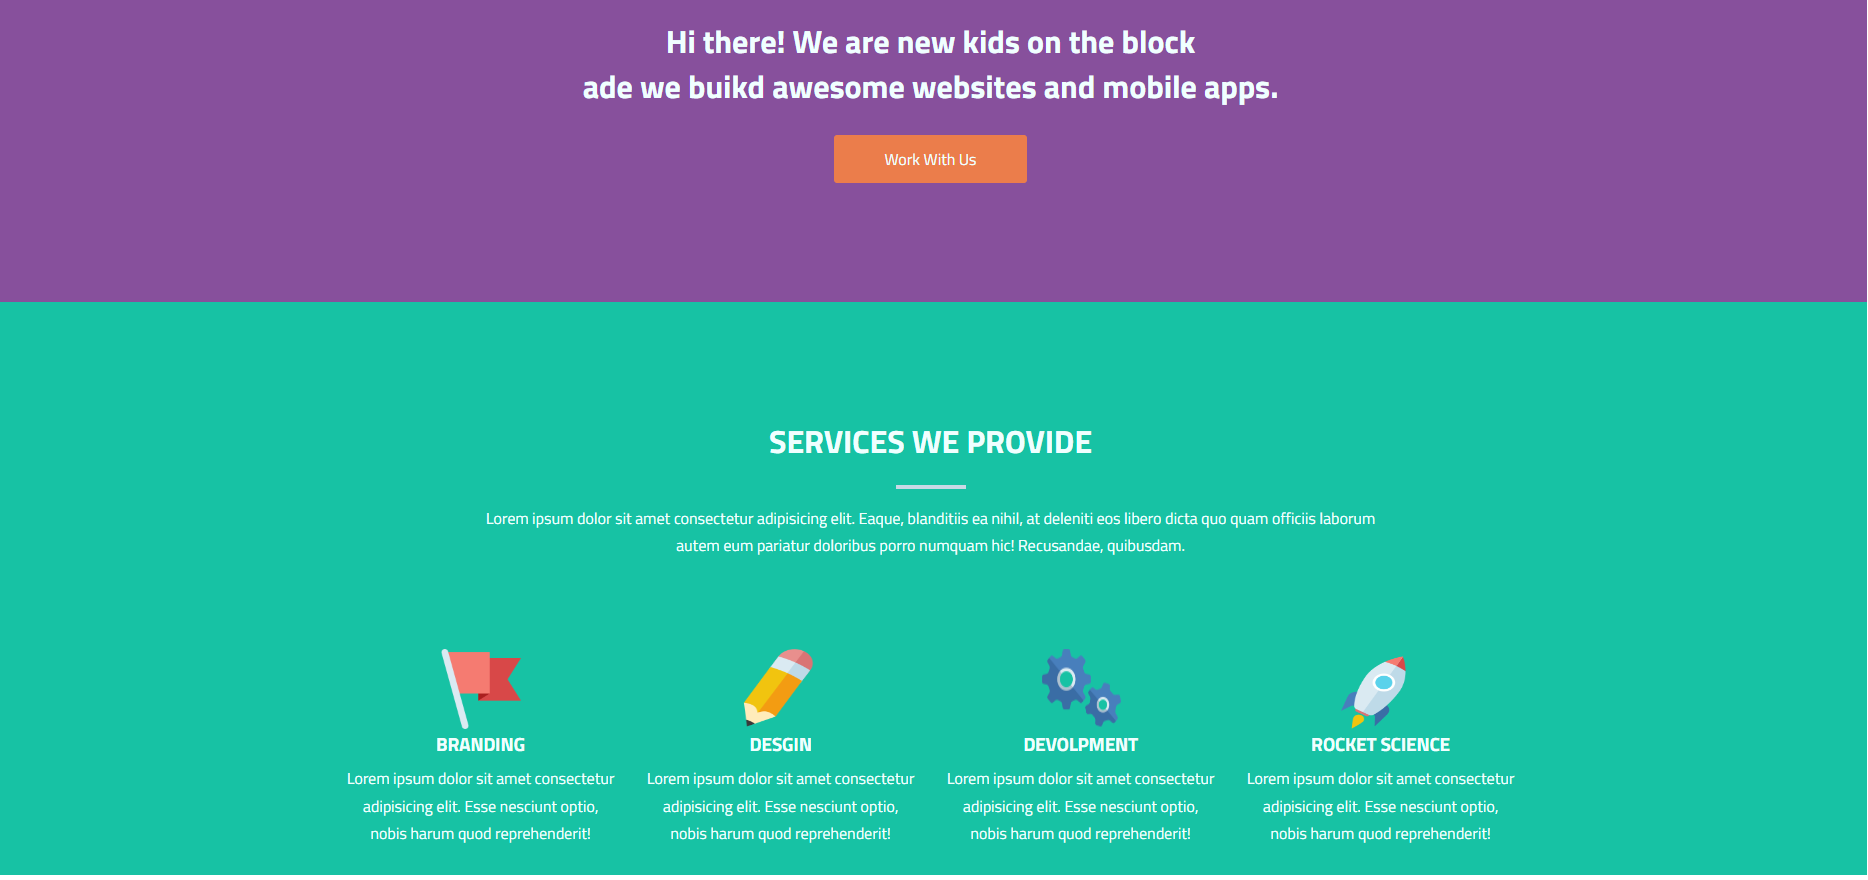 Hi there! We are new kids on the block
ade we buikd awesome websites and mobile apps.
Work With Us
SERVICES WE PROVIDE
Lorem ipsum dolor sit amet consectetur adipisicing elit. Eaque, blanditiis ea nihil, at deleniti eos libero dicta quo quam officiis laborum
autem eum pariatur doloribus porro numquam hic! Recusandae, quibusdam.
BRANDING
Lorem ipsum dolor sit amet consectetur
adipisicing elit. Esse nesciunt optio,
nobis harum quod reprehenderit!
DESGIN
Lorem ipsum dolor sit amet consectetur
adipisicing elit. Esse nesciunt optio,
nobis harum quod reprehenderit!
DEVOLPMENT
Lorem ipsum dolor sit amet consectetur
adipisicing elit. Esse nesciunt optio,
nobis harum quod reprehenderit!
ROCKET SCIENCE
Lorem ipsum dolor sit amet consectetur
adipisicing elit. Esse nesciunt optio,
nobis harum quod reprehenderit!